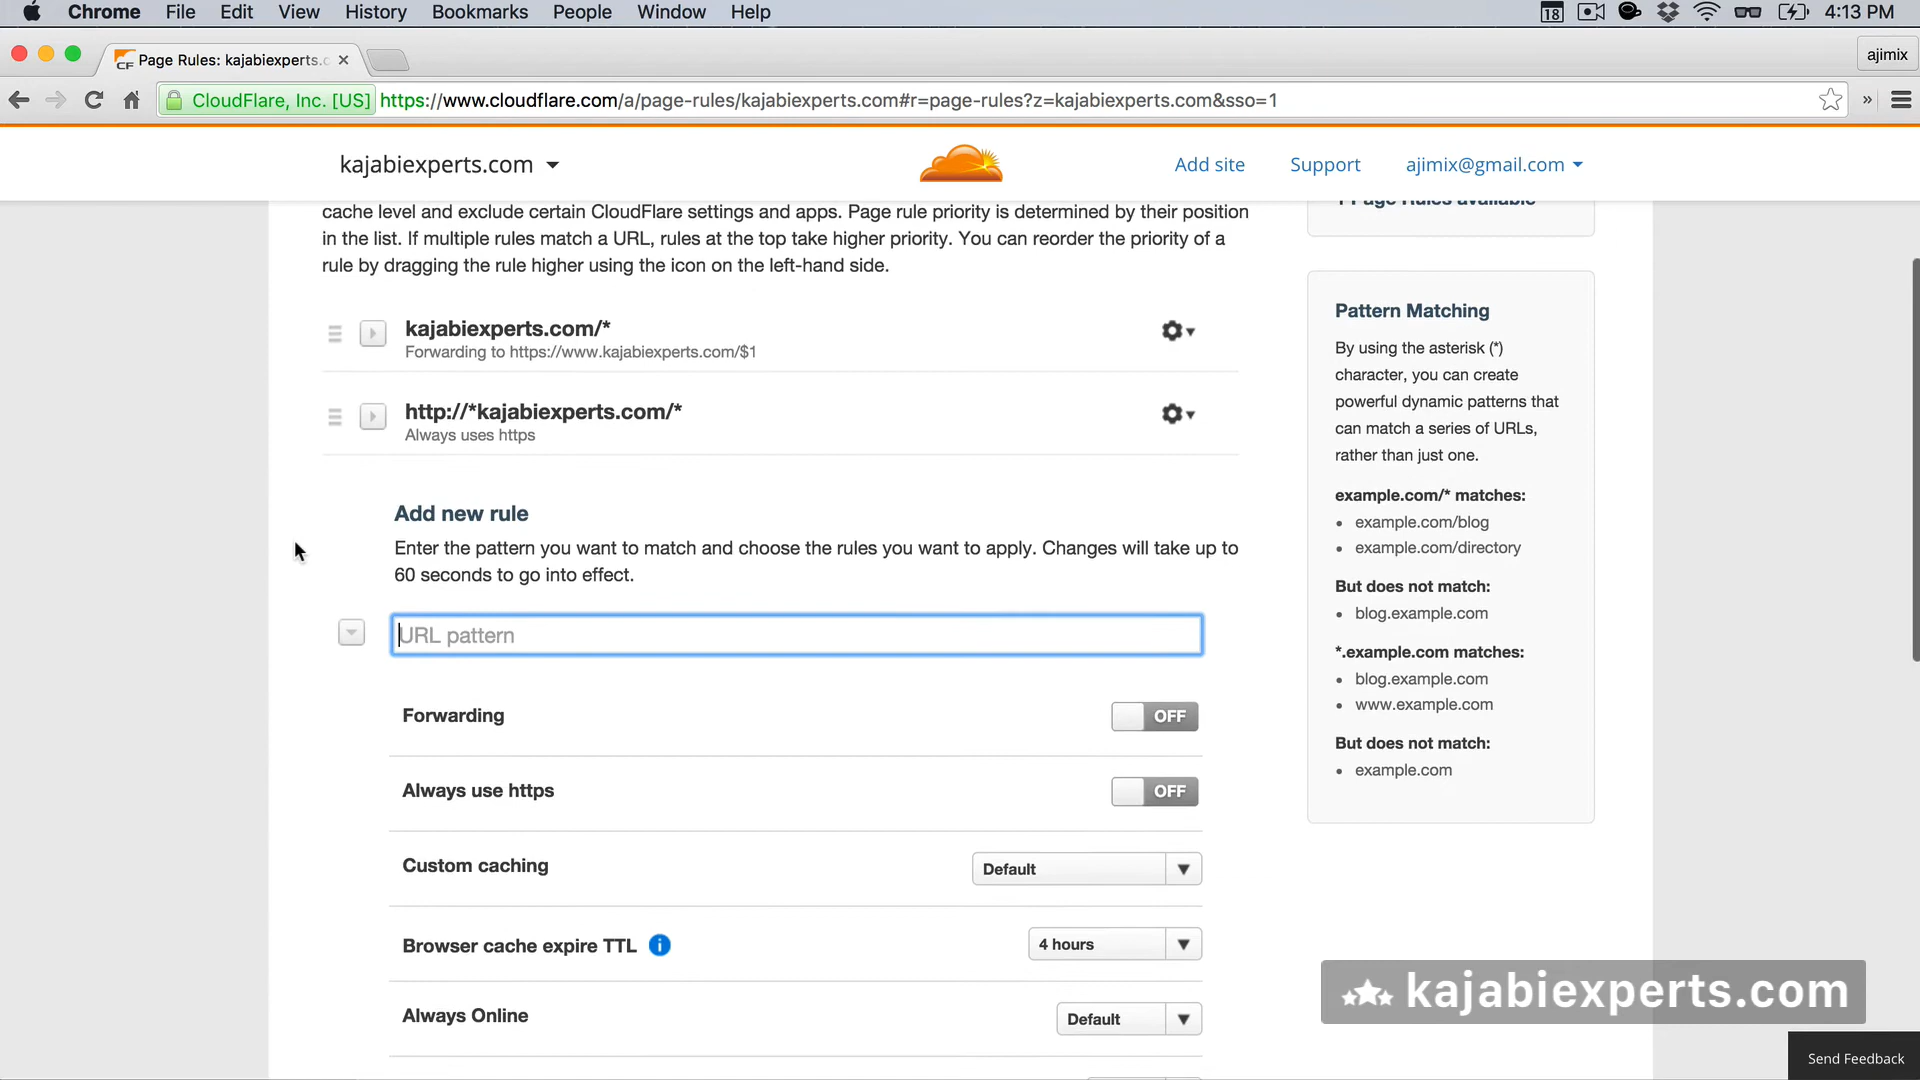 Chrome File Edit View History Bookmarks People Window Help 18 4:13 PM
CF Page Rules: kajabiexperts.c
ajimix
CloudFlare, Inc. [US] https://www.cloudflare.com/a/page-rules/kajabiexperts.com#r=page-rules?z=kajabiexperts.com&sso=1 »
kajabiexperts.com
Add site Support ajimix@gmail.com
cache level and exclude certain CloudFlare settings and apps. Page rule priority is determined by their position
in the list. If multiple rules match a URL, rules at the top take higher priority. You can reorder the priority of a
rule by dragging the rule higher using the icon on the left-hand side.
kajabiexperts.com/*
Forwarding to https://www.kajabiexperts.com/$1
http://*kajabiexperts.com/*
Always uses https
Add new rule
Enter the pattern you want to match and choose the rules you want to apply. Changes will take up to
60 seconds to go into effect.
URL pattern
Forwarding OFF
Always use https OFF
Custom caching Default
Browser cache expire TTL i 4 hours
Always Online Default
Page Rules available
Pattern Matching
By using the asterisk (*)
character, you can create
powerful dynamic patterns that
can match a series of URLs,
rather than just one.
example.com/* matches:
• example.com/blog
• example.com/directory
But does not match:
• blog.example.com
*.example.com matches:
• blog.example.com
• www.example.com
But does not match:
• example.com
kajabiexperts.com
Send Feedback